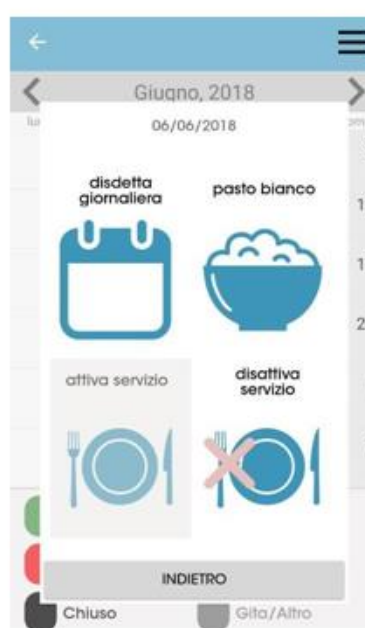 Giugno, 2018
06/06/2018
disdetta
giornaliera
pasto bianco
attiva servizio
disattiva
servizio
INDIETRO
Chiuso
Gita/Altro